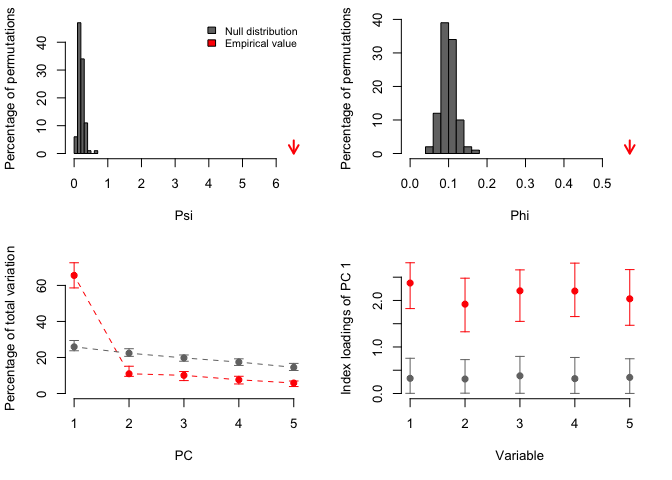 Percentage of permutations
0 10 20 30 40
Null distribution
Empirical value
0 1 2 3 4 5 6
Psi
Percentage of permutations
0 10 20 30 40
0.0 0.1 0.2 0.3 0.4 0.5
Phi
Percentage of total variation
0 20 40 60
1 2 3 4 5
PC
Index loadings of PC 1
0.0 1.0 2.0
1 2 3 4 5
Variable